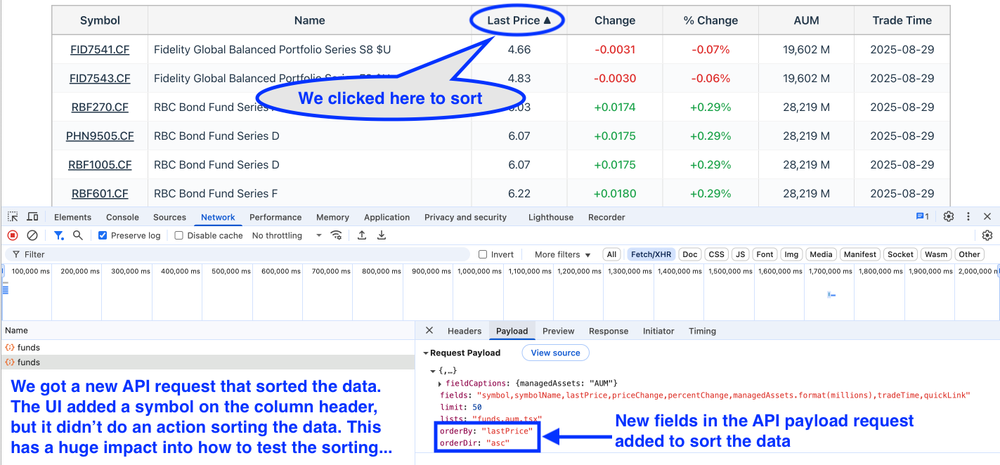 Symbol Name Last Price ▲ Change % Change AUM Trade Time
FID7541.CF Fidelity Global Balanced Portfolio Series S8 $U 4.66 -0.0031 -0.07% 19,602 M 2025-08-29
FID7543.CF Fidelity Global Balanced Portfolio 4.83 -0.0030 -0.06% 19,602 M 2025-08-29
We clicked here to sort
RBF270.CF RBC Bond Fund Series +0.0174 +0.29% 28,219 M 2025-08-29
PHN9505.CF RBC Bond Fund Series D 6.07 +0.0175 +0.29% 28,219 M 2025-08-29
RBF1005.CF RBC Bond Fund Series D 6.07 +0.0175 +0.29% 28,219 M 2025-08-29
RBF601.CF RBC Bond Fund Series F 6.22 +0.0180 +0.29% 28,219 M 2025-08-29
Elements Console Sources Network Performance Memory Application Privacy and security Lighthouse Recorder 1
Preserve log Disable cache No throttling
Filter Invert More filters All Fetch/XHR Doc CSS JS Font Img Media Manifest Socket Wasm Other
100,000 ms 200,000 ms 300,000 ms 400,000 ms 500,000 ms 600,000 ms 700,000 ms 800,000 ms 900,000 ms 1,000,000 ms 1,100,000 ms 1,200,000 ms 1,300,000 ms 1,400,000 ms 1,500,000 ms 1,600,000 ms 1,700,000 ms 1,800,000 ms 1,900,000 ms 2,000,000
Name
funds
funds
We got a new API request that sorted the data.
The UI added a symbol on the column header,
but it didn't do an action sorting the data. This
has a huge impact into how to test the sorting...
Headers Payload Preview Response Initiator Timing
Request Payload View source
{,…}
fieldCaptions: {managedAssets: "AUM"}
fields: "symbol,symbolName,lastPrice,priceChange,percentChange,managedAssets.format(millions),tradeTime,quickLink"
limit: 50
lists: "funds.aum.tsx"
orderBy: "lastPrice"
orderDir: "asc"
New fields in the API payload request
added to sort the data